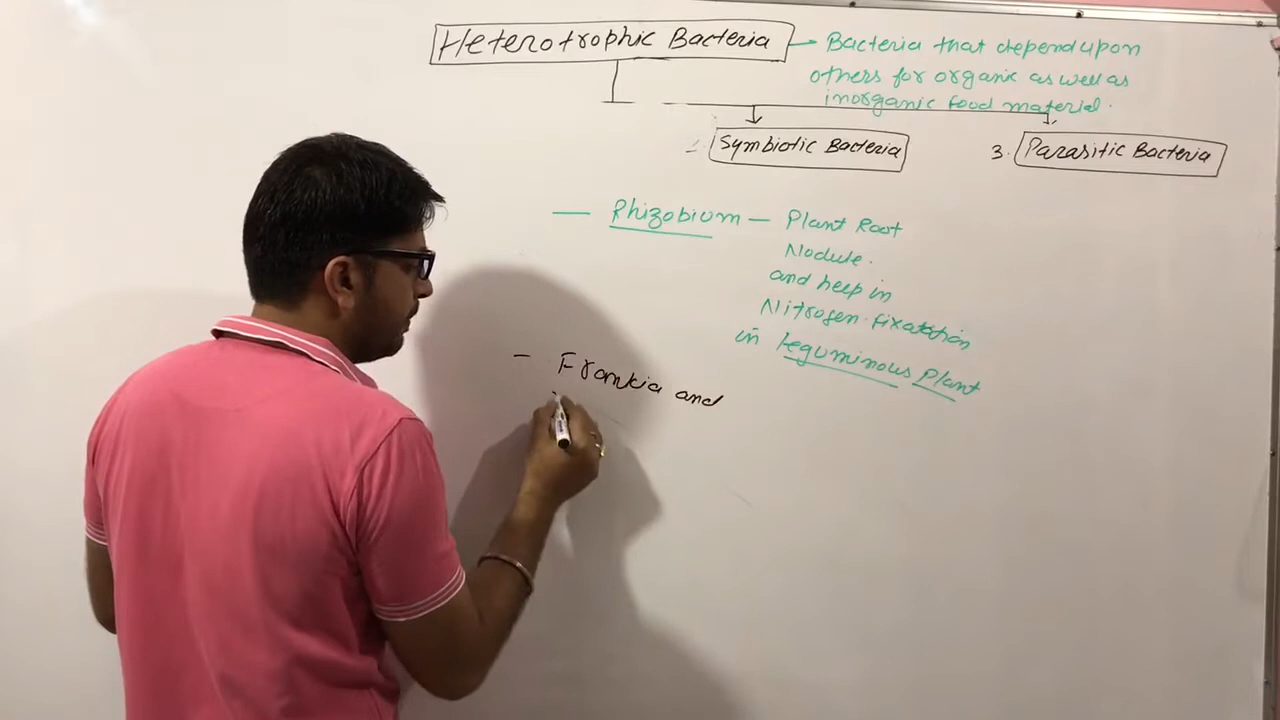 Heterotrophic Bacteria
Bacteria that depend upon
others for organic as well as
inorganic food material.
Symbiotic Bacteria
3. Parasitic Bacteria
— Rhizobium — Plant Root
Nodule.
and help in
Nitrogen fixation
in leguminous Plant
- Frankia and